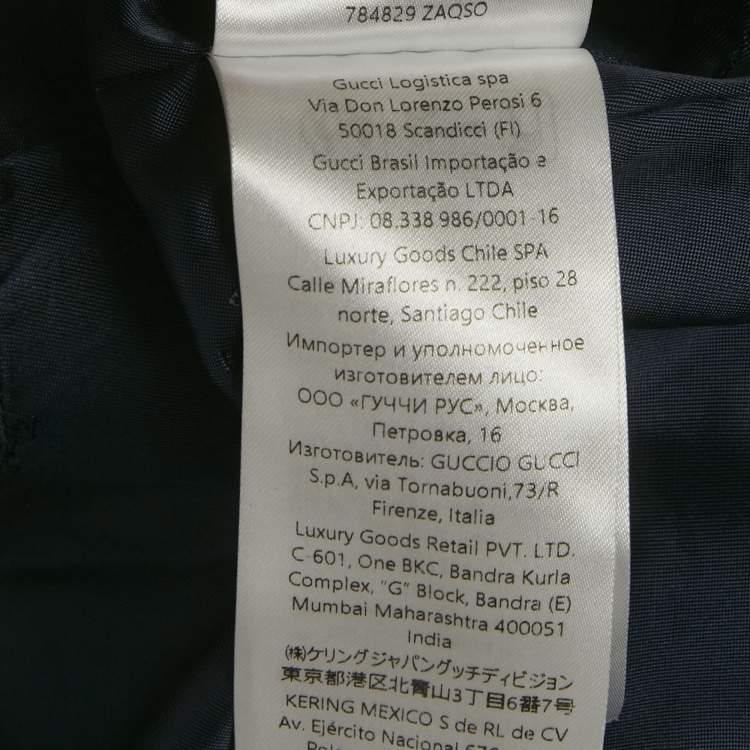 784829 ZAQSO
Gucci Logistica spa
Via Don Lorenzo Perosi 6
50018 Scandicci (FI)
Gucci Brasil Importação e
Exportação LTDA
CNPJ: 08.338.986/0001-16
Luxury Goods Chile SPA
Calle Miraflores n. 222, piso 28
norte, Santiago Chile
Импортер и уполномоченное
изготовителем лицо:
ООО «ГУЧЧИ РУС», Москва,
Петровка, 16
Изготовитель: GUCCIO GUCCI
S.p.A, via Tornabuoni,73/R
Firenze, Italia
Luxury Goods Retail PVT. LTD.
C-601, One BKC, Bandra Kurla
Complex, "G" Block, Bandra (E)
Mumbai Maharashtra 400051
India
㈱ケリングジャパングッチディビジョン
東京都港区北青山3丁目6番7号
KERING MEXICO S de RL de CV
Av. Ejército Nacional